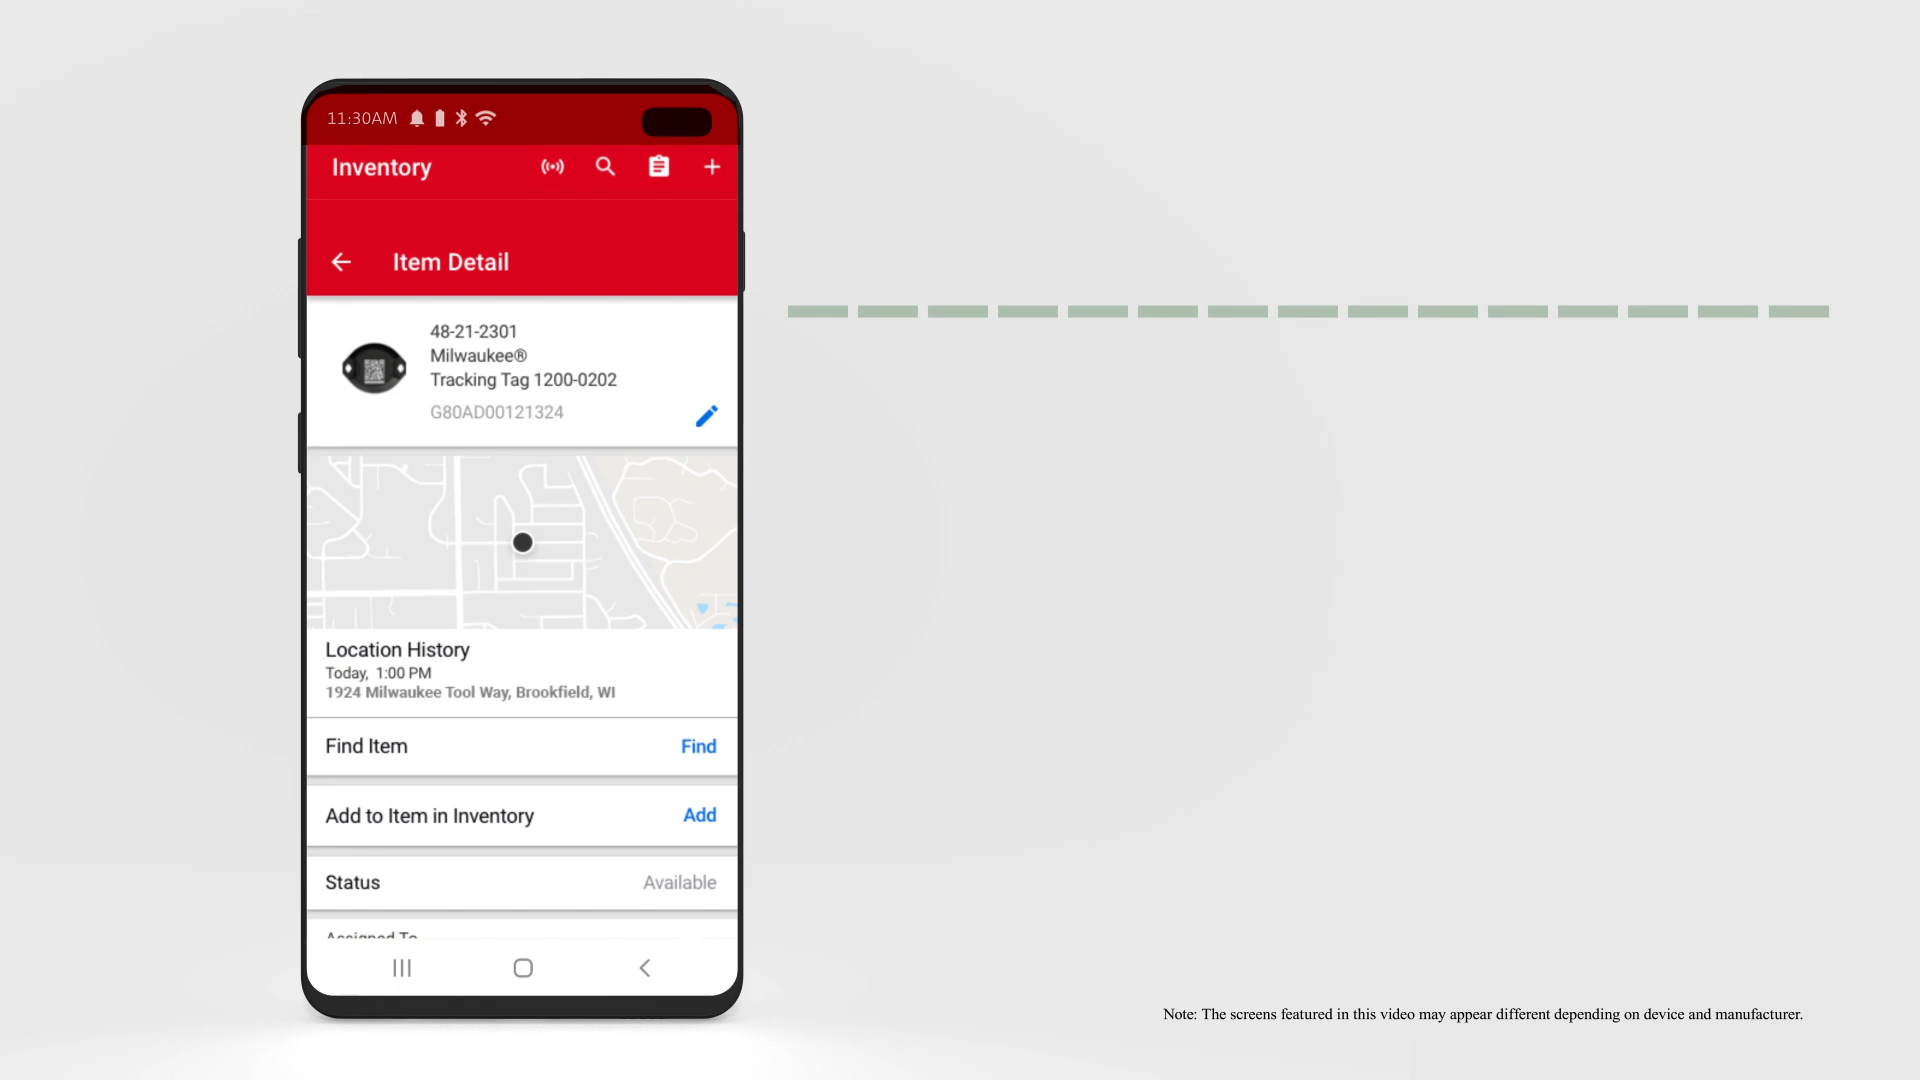 11:30AM
Inventory
Item Detail
48-21-2301
Milwaukee®
Tracking Tag 1200-0202
G80AD00121324
Location History
Today, 1:00 PM
1924 Milwaukee Tool Way, Brookfield, WI
Find Item Find
Add to Item in Inventory Add
Status Available
Assigned To
Note: The screens featured in this video may appear different depending on device and manufacturer.